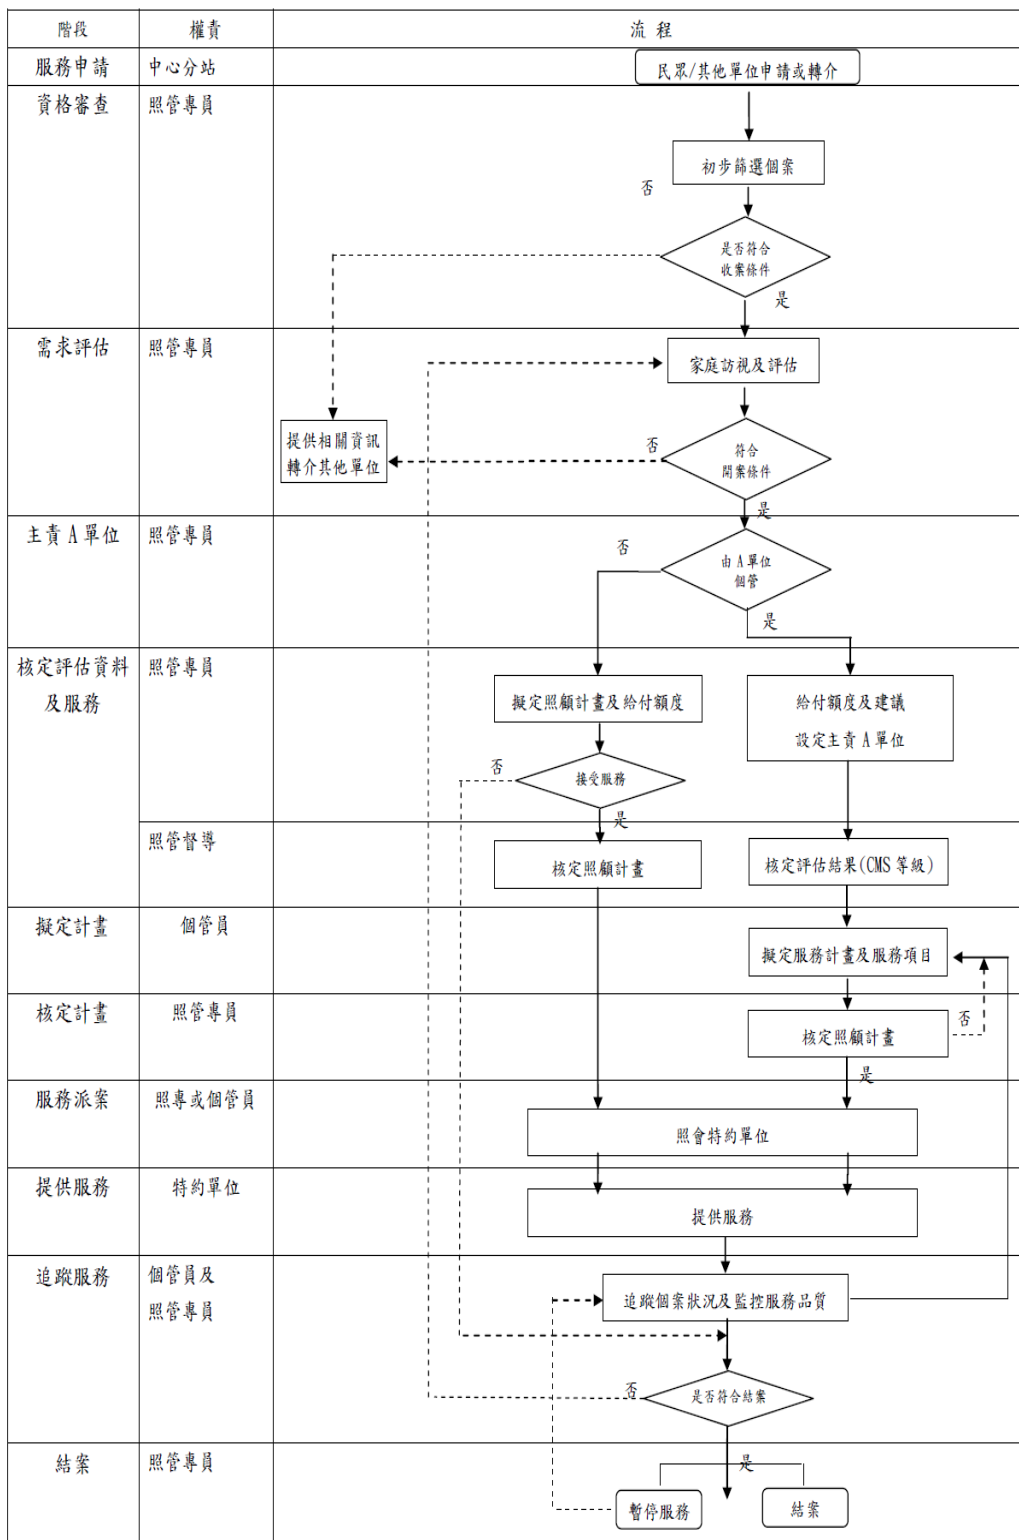 階段 權責 流 程
服務申請 中心分站 民眾/其他單位申請或轉介
資格審查 照管專員
初步篩選個案
否
是否符合
收案條件
是
需求評估 照管專員 家庭訪視及評估
提供相關資訊
轉介其他單位
否
符合
開案條件
是
主責 A 單位 照管專員
否
由 A 單位
個管
是
核定評估資料
及服務
照管專員
擬定照顧計畫及給付額度
給付額度及建議
設定主責 A 單位
否
接受服務
是
照管督導
核定照顧計畫
核定評估結果(CMS 等級)
擬定計畫 個管員
擬定服務計畫及服務項目
核定計畫 照管專員
核定照顧計畫
否
是
服務派案 照專或個管員
照會特約單位
提供服務 特約單位
提供服務
追蹤服務 個管員及
照管專員
追蹤個案狀況及監控服務品質
否
是否符合結案
結案 照管專員
是
暫停服務
結案